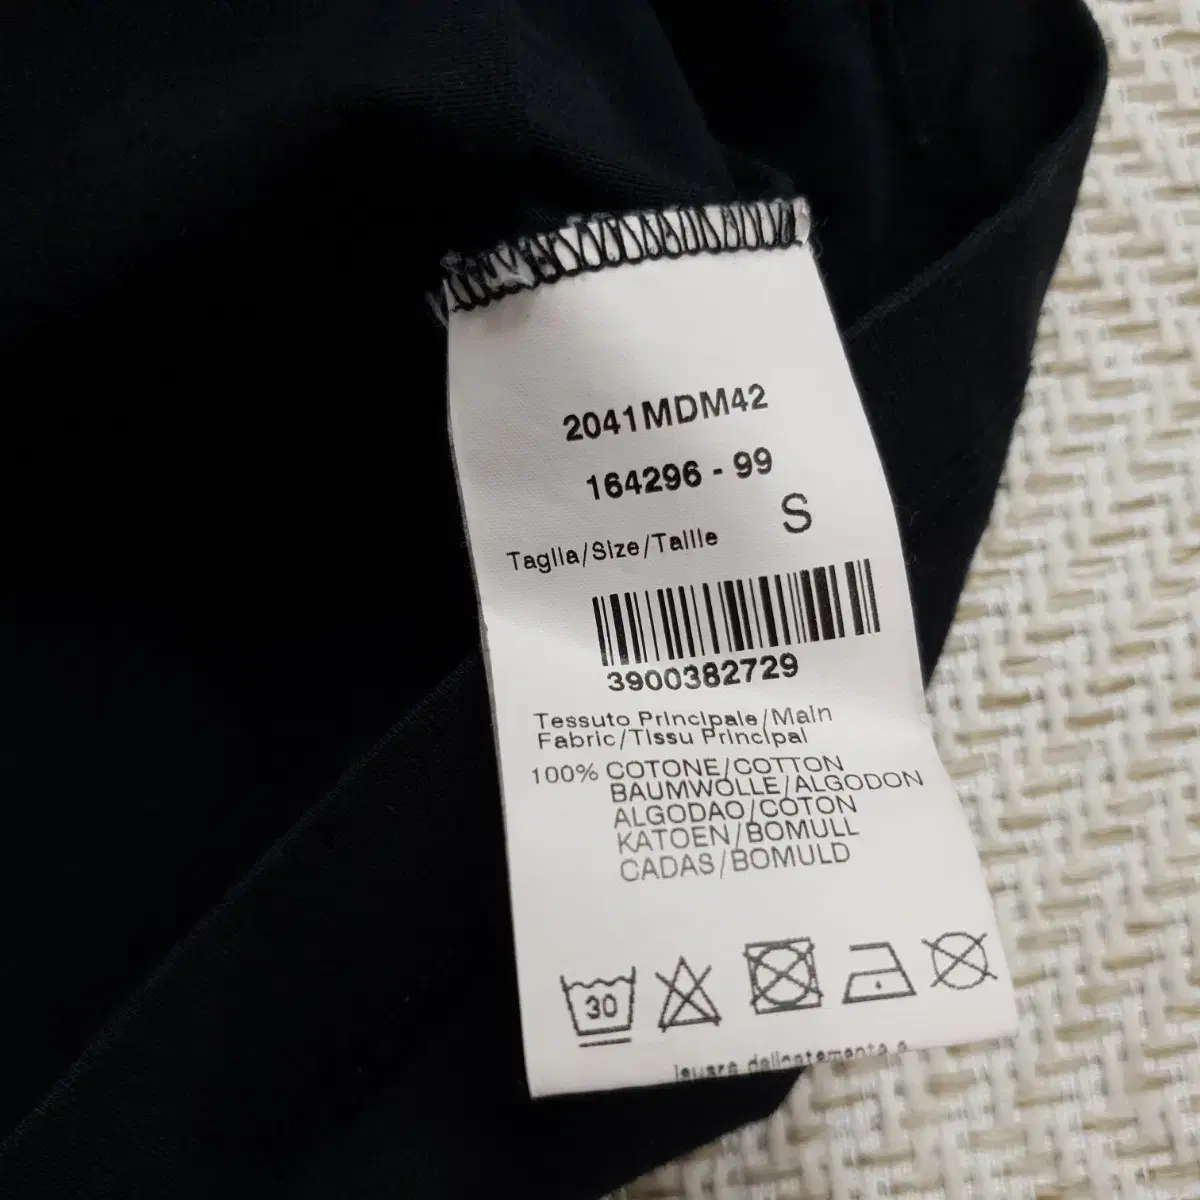 2041MDM42
164296 - 99
Taglia/Size/Taille S
3900382729
Tessuto Principale/Main
Fabric/Tissu Principal
100% COTONE/COTTON
BAUMWOLLE/ALGODON
ALGODAO/COTON
KATOEN/BOMULL
CADAS/BOMULD
30